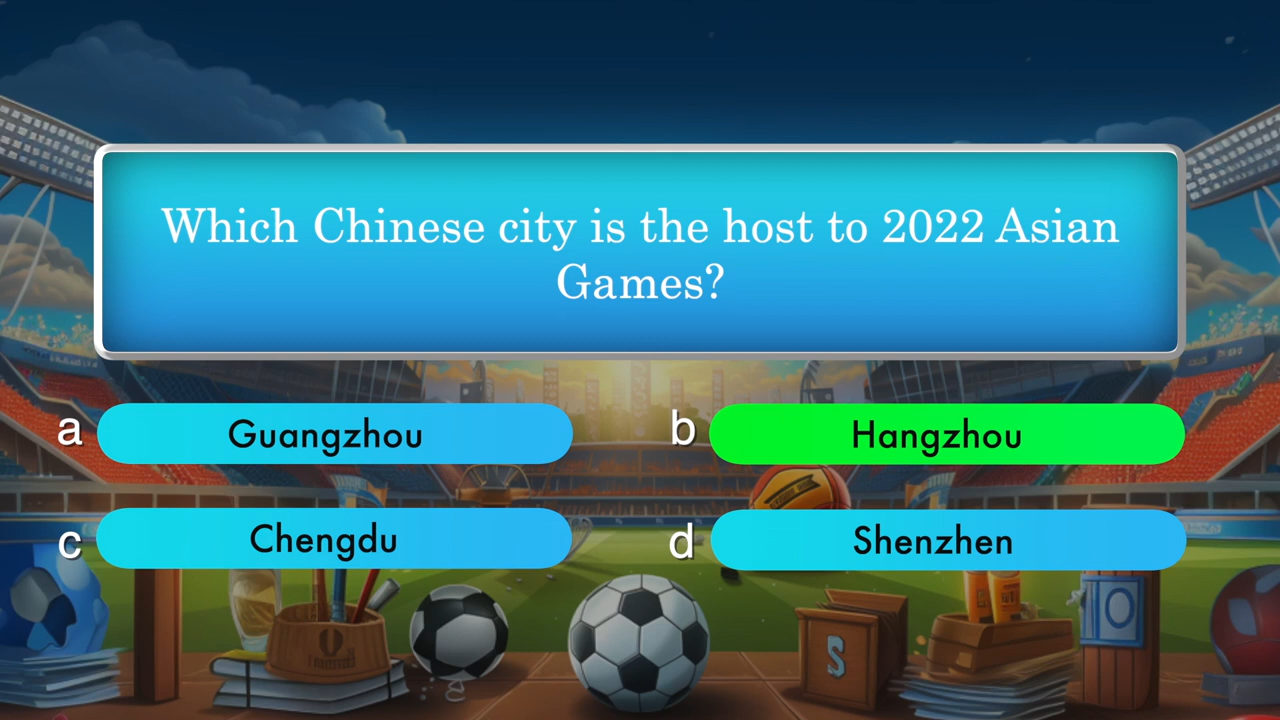 Which Chinese city is the host to 2022 Asian
Games?
a Guangzhou
b Hangzhou
c Chengdu
d Shenzhen
S